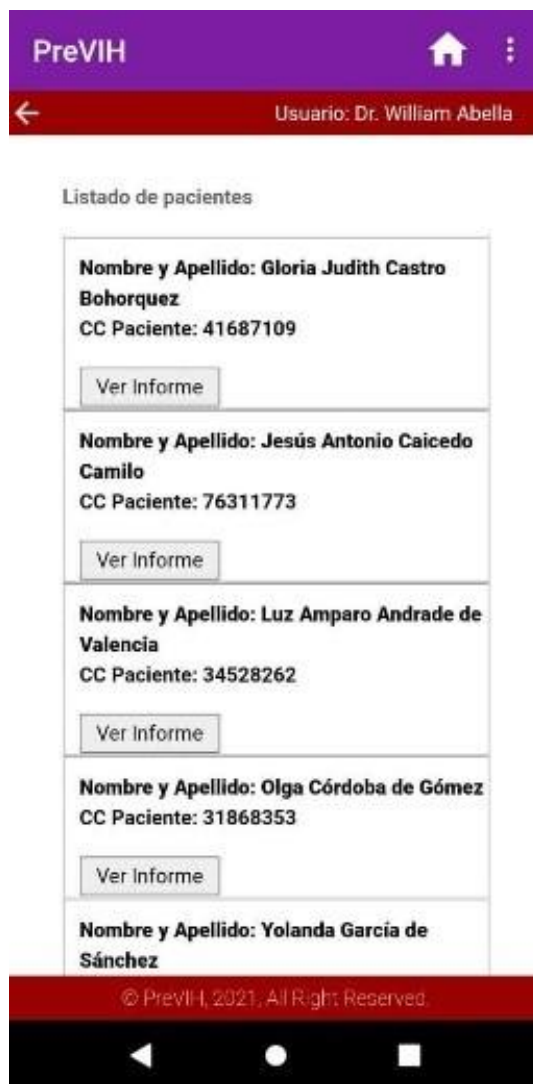 PreVIH
Usuario: Dr. William Abella
Listado de pacientes
Nombre y Apellido: Gloria Judith Castro
Bohorquez
CC Paciente: 41687109
Ver Informe
Nombre y Apellido: Jesús Antonio Caicedo
Camilo
CC Paciente: 76311773
Ver Informe
Nombre y Apellido: Luz Amparo Andrade de
Valencia
CC Paciente: 34528262
Ver Informe
Nombre y Apellido: Olga Córdoba de Gómez
CC Paciente: 31868353
Ver Informe
Nombre y Apellido: Yolanda Garcia de
Sánchez
© PreVIH, 2021, All Right Reserved.